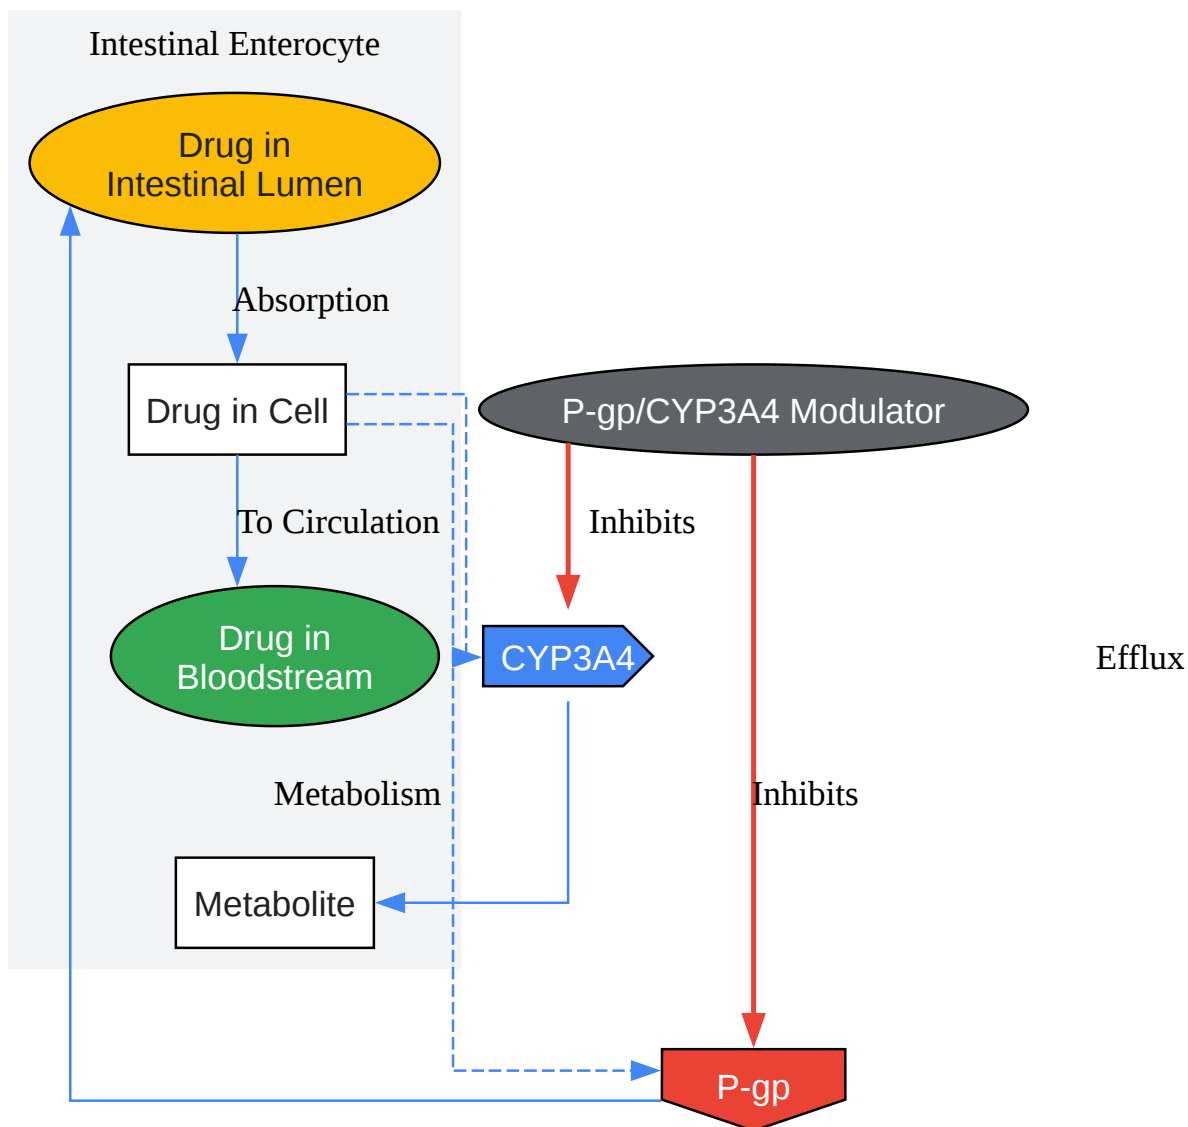 Intestinal Enterocyte
Drug in
Intestinal Lumen
Absorption
Drug in Cell
P-gp/CYP3A4 Modulator
To Circulation
Inhibits
Drug in
Bloodstream
CYP3A4
Efflux
Metabolism
Inhibits
Metabolite
P-gp